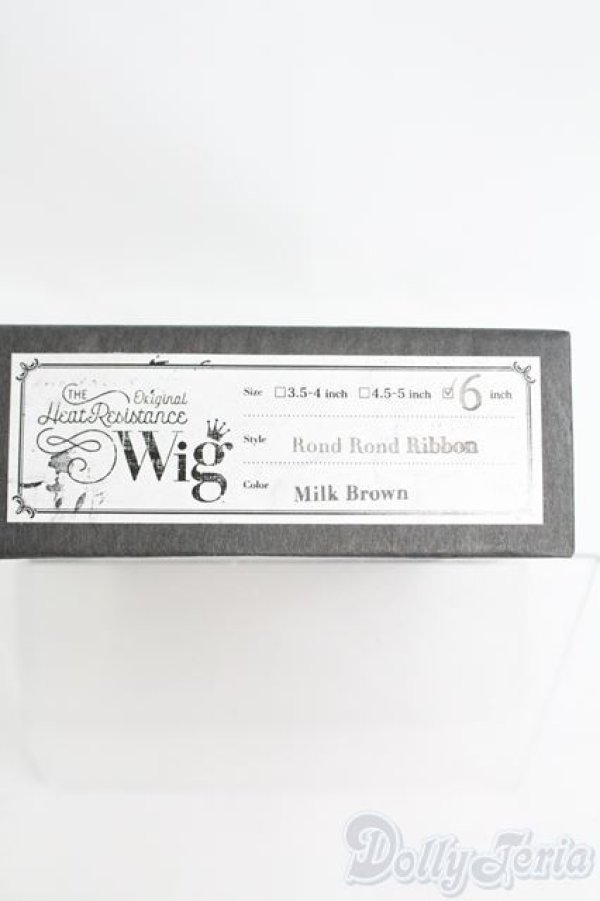 THE
Original
Heat Resistance
Wig
Size □3.5-4 inch □4.5-5 inch ☑6 inch
Style Rond Rond Ribbon
Color Milk Brown
DollyTeria